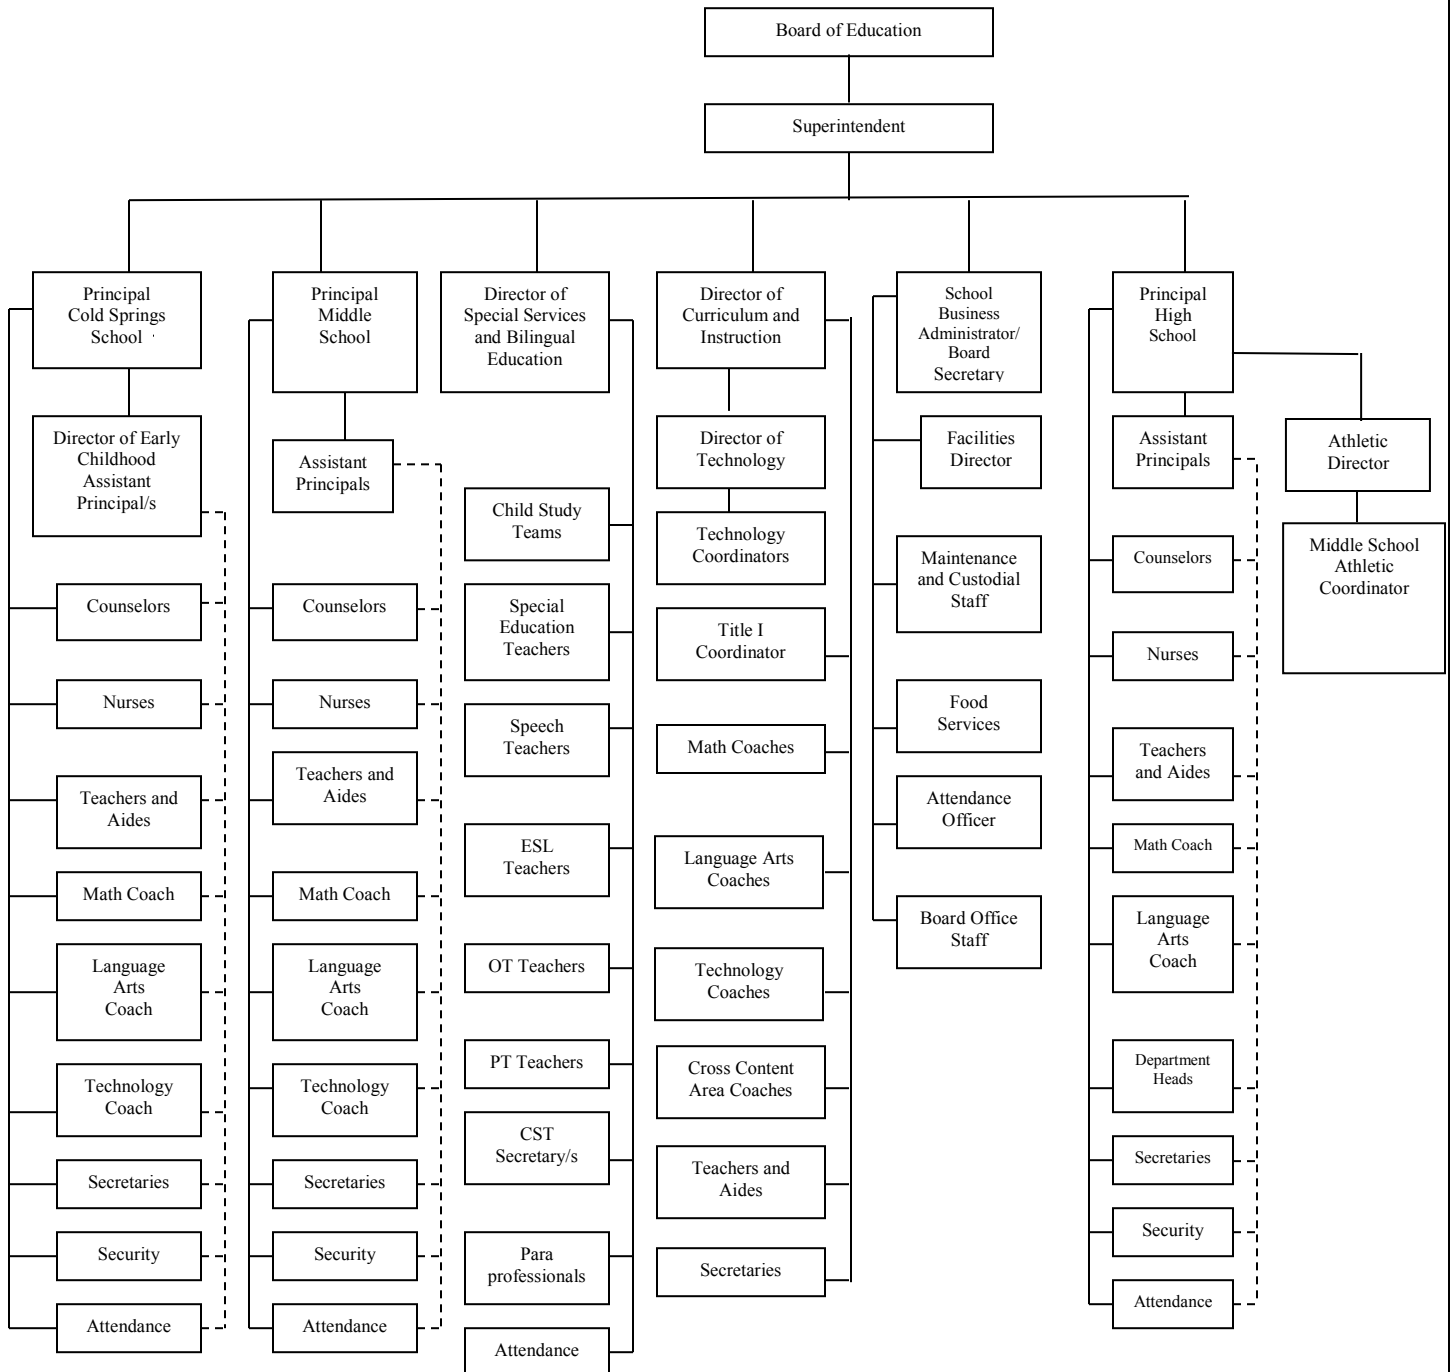 Board of Education
Superintendent
Principal
Cold Springs
School
Director of Early
Childhood
Assistant
Principal/s
Counselors
Nurses
Teachers and
Aides
Math Coach
Language
Arts
Coach
Technology
Coach
Secretaries
Security
Attendance
Principal
Middle
School
Assistant
Principals
Counselors
Nurses
Teachers and
Aides
Math Coach
Language
Arts
Coach
Technology
Coach
Secretaries
Security
Attendance
Director of
Special Services
and Bilingual
Education
Child Study
Teams
Special
Education
Teachers
Speech
Teachers
ESL
Teachers
OT Teachers
PT Teachers
CST
Secretary/s
Para
professionals
Attendance
Director of
Curriculum and
Instruction
Director of
Technology
Technology
Coordinators
Title I
Coordinator
Math Coaches
Language Arts
Coaches
Technology
Coaches
Cross Content
Area Coaches
Teachers and
Aides
Secretaries
School
Business
Administrator/
Board
Secretary
Facilities
Director
Maintenance
and Custodial
Staff
Food
Services
Attendance
Officer
Board Office
Staff
Principal
High
School
Assistant
Principals
Counselors
Nurses
Teachers
and Aides
Math Coach
Language
Arts
Coach
Department
Heads
Secretaries
Security
Attendance
Athletic
Director
Middle School
Athletic
Coordinator